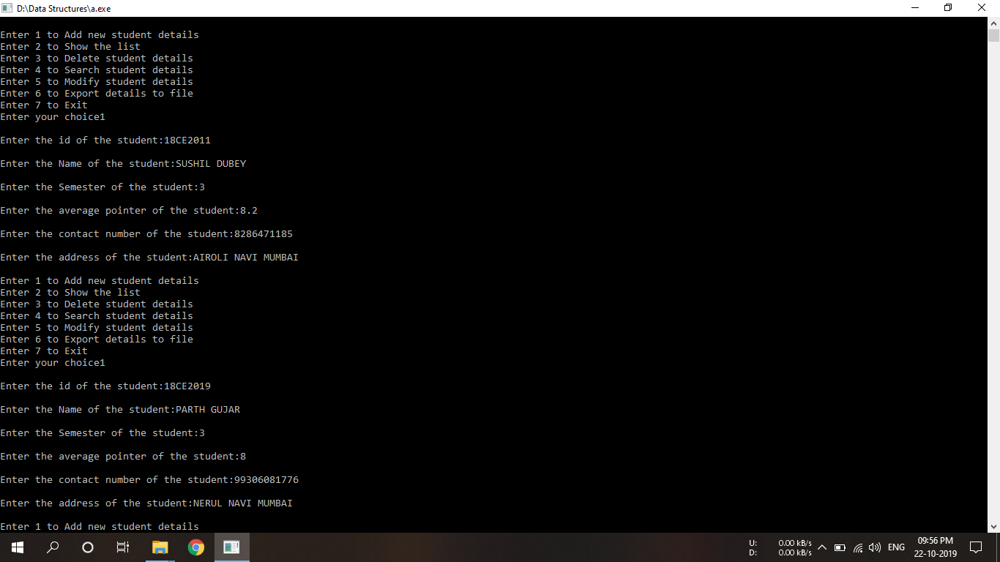 D:\Data Structures\a.exe
Enter 1 to Add new student details
Enter 2 to Show the list
Enter 3 to Delete student details
Enter 4 to Search student details
Enter 5 to Modify student details
Enter 6 to Export details to file
Enter 7 to Exit
Enter your choice1
Enter the id of the student:18CE2011
Enter the Name of the student:SUSHIL DUBEY
Enter the Semester of the student:3
Enter the average pointer of the student:8.2
Enter the contact number of the student:8286471185
Enter the address of the student:AIROLI NAVI MUMBAI
Enter 1 to Add new student details
Enter 2 to Show the list
Enter 3 to Delete student details
Enter 4 to Search student details
Enter 5 to Modify student details
Enter 6 to Export details to file
Enter 7 to Exit
Enter your choice1
Enter the id of the student:18CE2019
Enter the Name of the student:PARTH GUJAR
Enter the Semester of the student:3
Enter the average pointer of the student:8
Enter the contact number of the student:99306081776
Enter the address of the student:NERUL NAVI MUMBAI
Enter 1 to Add new student details
U: 0.00 kB/s
D: 0.00 kB/s
ENG
09:56 PM
22-10-2019